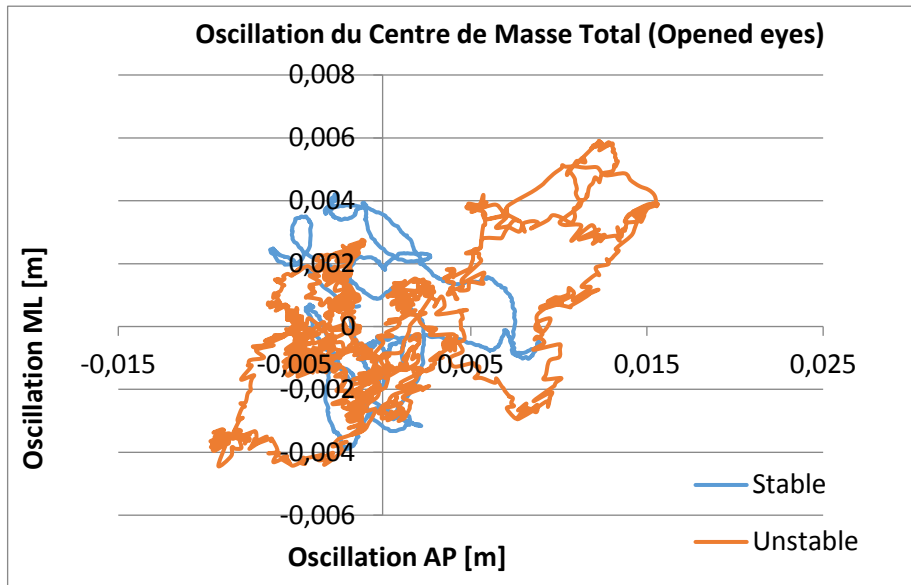 Oscillation du Centre de Masse Total (Opened eyes)
0,008
0,006
0,004
0,002
0
-0,015 -0,005 0,005 0,015 0,025
-0,002
-0,004
-0,006
Oscillation ML [m]
Oscillation AP [m]
Stable
Unstable